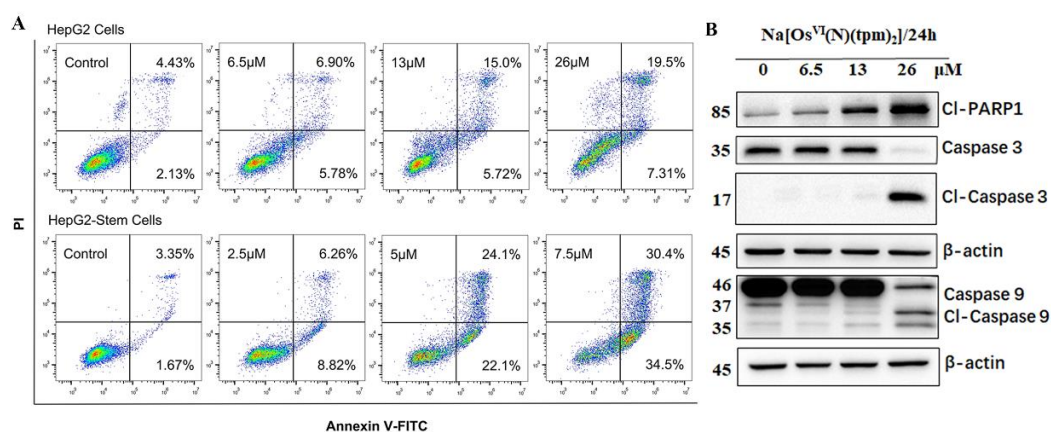 A
HepG2 Cells
Control 4.43% 6.5μM 6.90% 13μM 15.0% 26μM 19.5%
2.13% 5.78% 5.72% 7.31%
PI
HepG2-Stem Cells
Control 3.35% 2.5μM 6.26% 5μM 24.1% 7.5μM 30.4%
1.67% 8.82% 22.1% 34.5%
Annexin V-FITC
B
Na[Os^VI(N)(tpm)₂]/24h
0 6.5 13 26 μM
85 Cl-PARP1
35 Caspase 3
17 Cl-Caspase 3
45 β-actin
46 Caspase 9
37 Cl-Caspase 9
35
45 β-actin